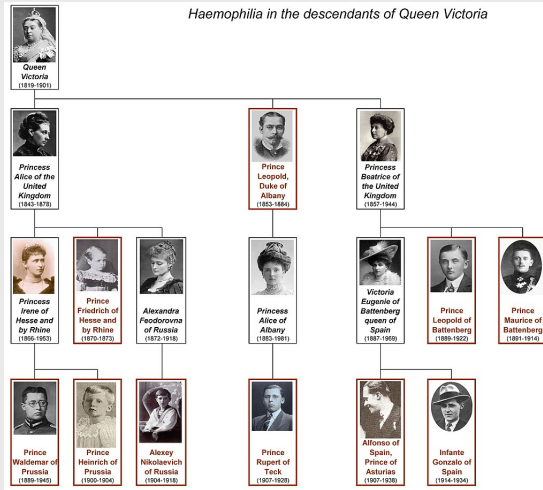 Haemophilia in the descendants of Queen Victoria
Queen
Victoria
(1819-1901)
Princess
Alice of the
United
Kingdom
(1843-1878)
Prince
Leopold,
Duke of
Albany
(1853-1884)
Princess
Beatrice of
the United
Kingdom
(1857-1944)
Princess
Irene of
Hesse and
by Rhine
(1866-1953)
Prince
Friedrich of
Hesse and
by Rhine
(1870-1873)
Alexandra
Feodorovna
of Russia
(1872-1918)
Princess
Alice of
Albany
(1883-1981)
Victoria
Eugenie of
Battenberg
queen of
Spain
(1887-1969)
Prince
Leopold of
Battenberg
(1889-1922)
Prince
Maurice of
Battenberg
(1891-1914)
Prince
Waldemar of
Prussia
(1889-1945)
Prince
Heinrich of
Prussia
(1900-1904)
Alexey
Nikolaevich
of Russia
(1904-1918)
Prince
Rupert of
Teck
(1907-1928)
Alfonso of
Spain,
Prince of
Asturias
(1907-1938)
Infante
Gonzalo of
Spain
(1914-1934)